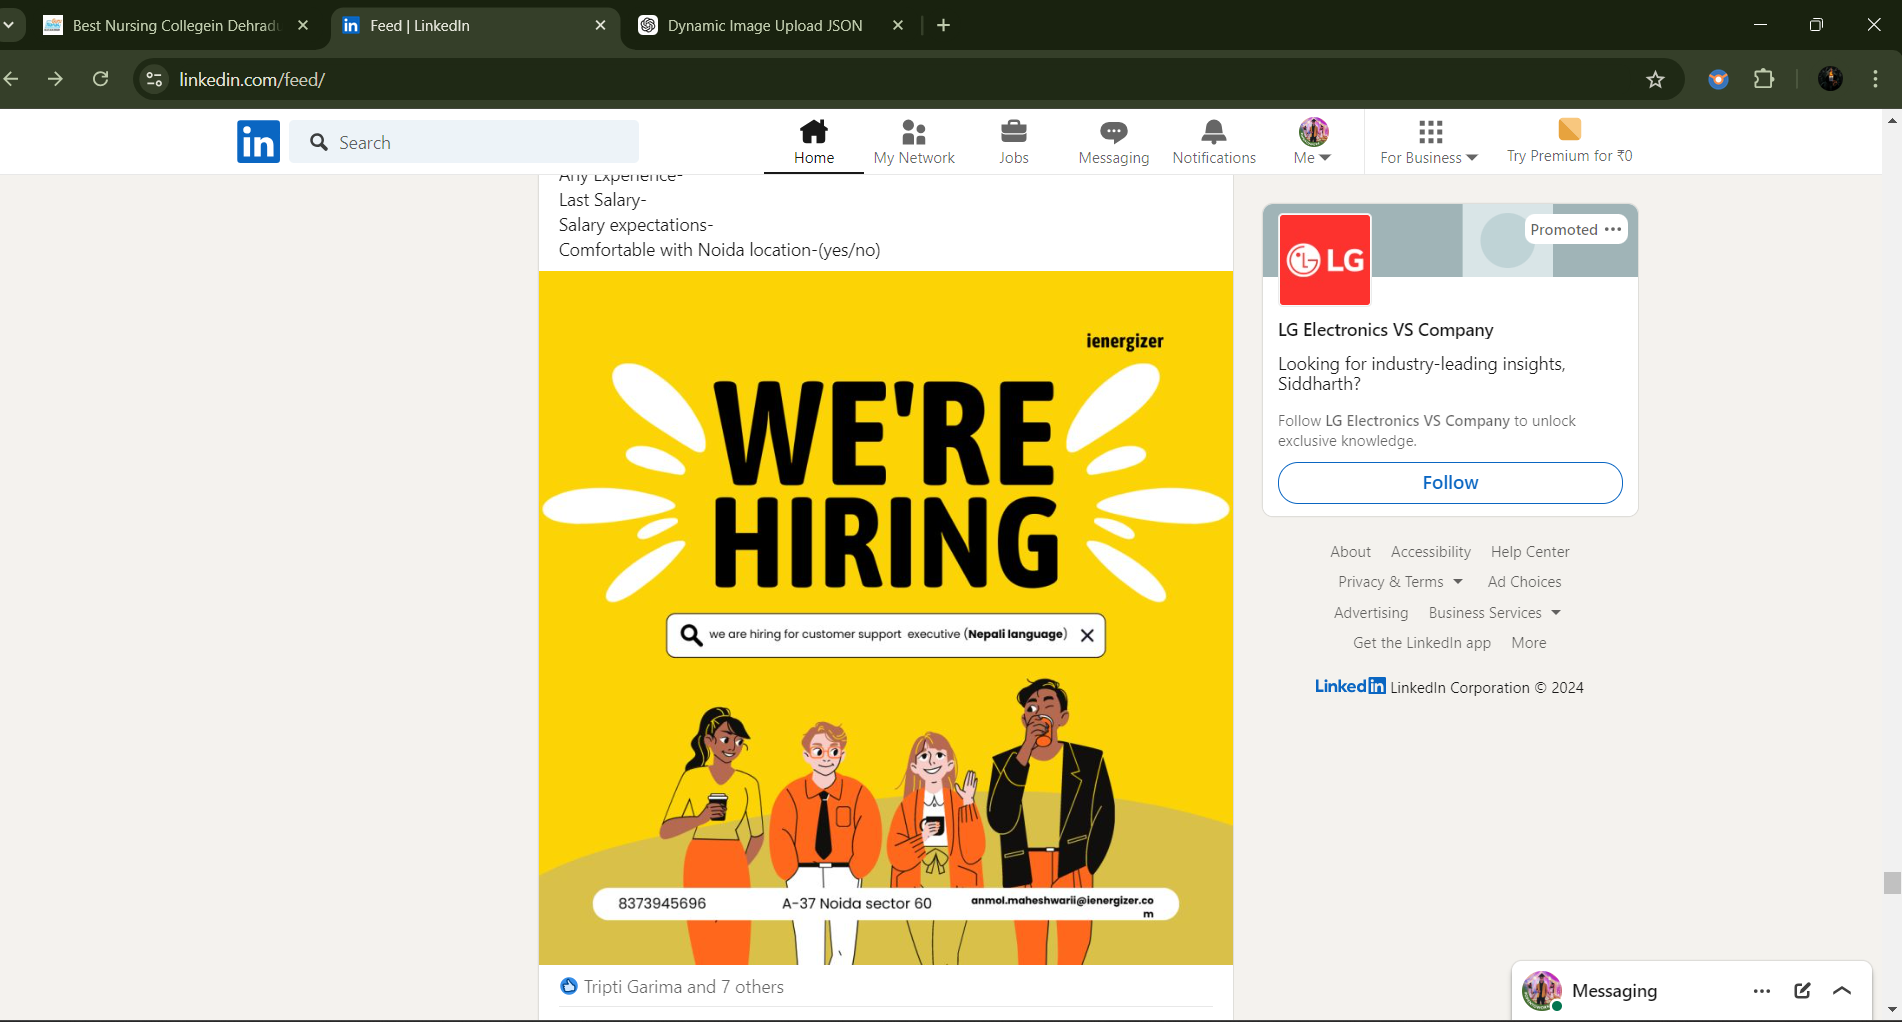 Best Nursing Collegein Dehradu
Feed | LinkedIn
Dynamic Image Upload JSON
linkedin.com/feed/
in
Search
Home
My Network
Jobs
Messaging
Notifications
Me
For Business
Try Premium for ₹0
Any Experience-
Last Salary-
Salary expectations-
Comfortable with Noida location-(yes/no)
ienergizer
WE'RE
HIRING
we are hiring for customer support executive (Nepali language)
8373945696
A-37 Noida sector 60
anmol.maheshwarii@ienergizer.co
m
Tripti Garima and 7 others
Promoted
LG
LG Electronics VS Company
Looking for industry-leading insights,
Siddharth?
Follow LG Electronics VS Company to unlock
exclusive knowledge.
Follow
About Accessibility Help Center
Privacy & Terms Ad Choices
Advertising Business Services
Get the LinkedIn app More
LinkedIn LinkedIn Corporation © 2024
Messaging